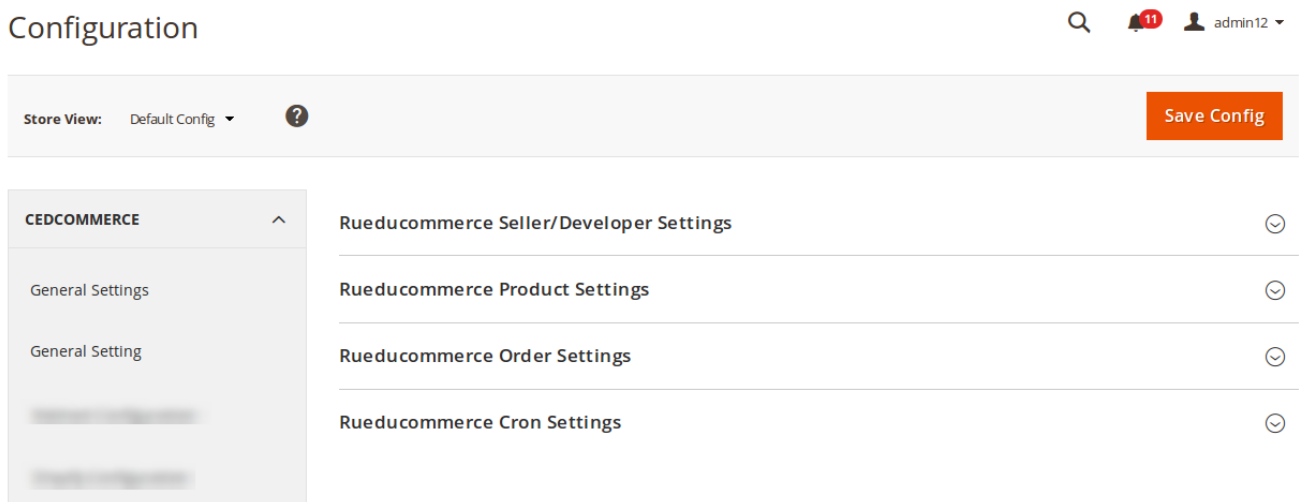 Configuration
11
admin12
Store View: Default Config ?
Save Config
CEDCOMMERCE
General Settings
General Setting
Rueducommerce Seller/Developer Settings
Rueducommerce Product Settings
Rueducommerce Order Settings
Rueducommerce Cron Settings